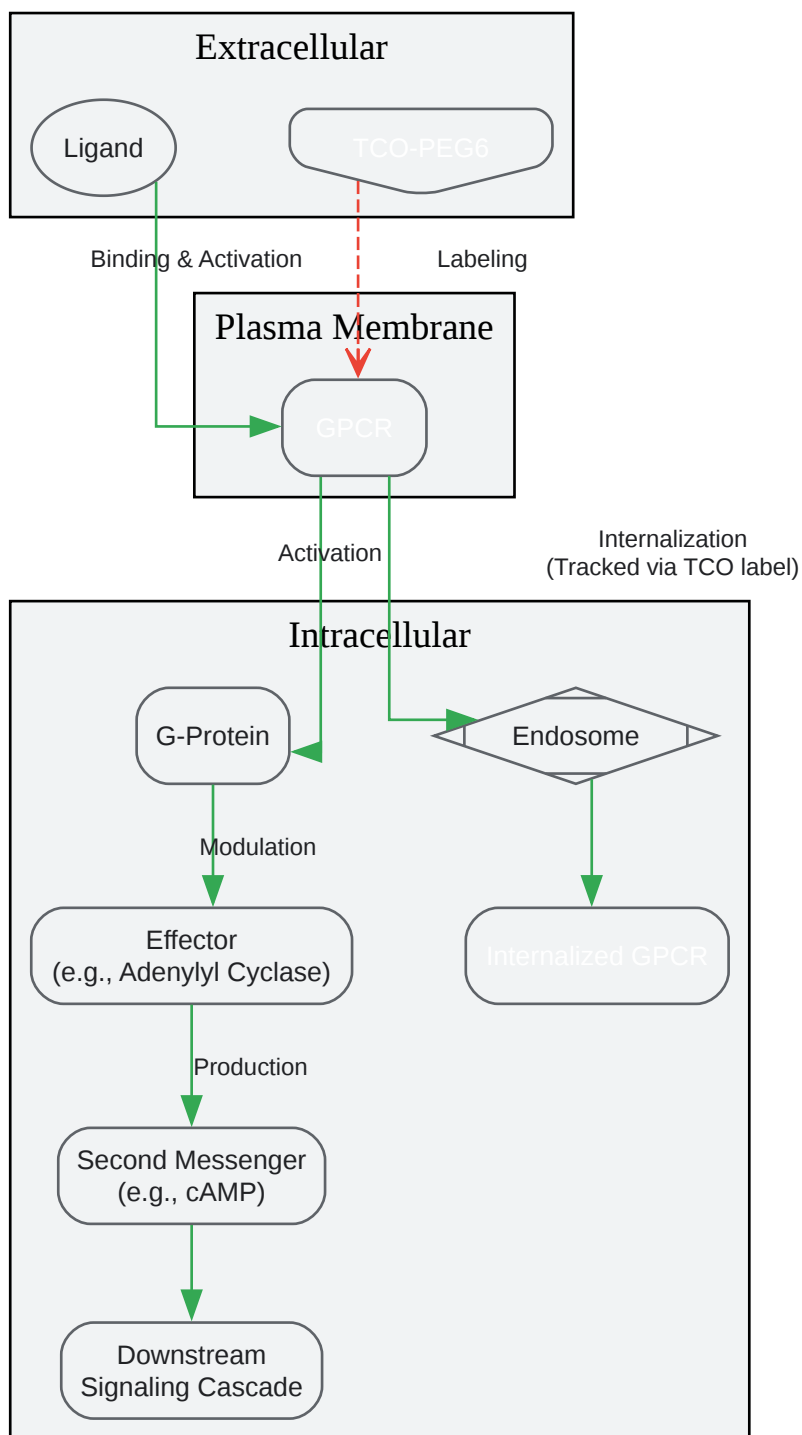 Extracellular
Ligand
TCO-PEG6
Binding & Activation
Labeling
Plasma Membrane
GPCR
Activation
Internalization
(Tracked via TCO label)
Intracellular
G-Protein
Endosome
Modulation
Effector
(e.g., Adenylyl Cyclase)
Internalized GPCR
Production
Second Messenger
(e.g., cAMP)
Downstream
Signaling Cascade